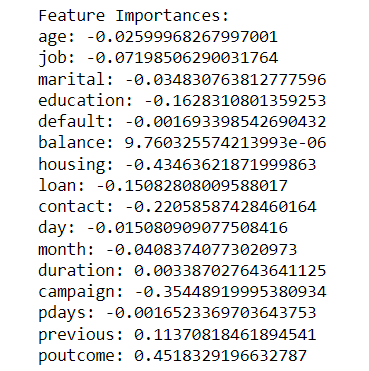 Feature Importances:
age: -0.02599968267997001
job: -0.07198506290031764
marital: -0.034830763812777596
education: -0.1628310801359253
default: -0.001693398542690432
balance: 9.760325574213993e-06
housing: -0.43463621871999863
loan: -0.15082808009588017
contact: -0.22058587428460164
day: -0.015080909077508416
month: -0.04083740773020973
duration: 0.003387027643641125
campaign: -0.35448919995380934
pdays: -0.0016523369703643753
previous: 0.11370818461894541
poutcome: 0.4518329196632787